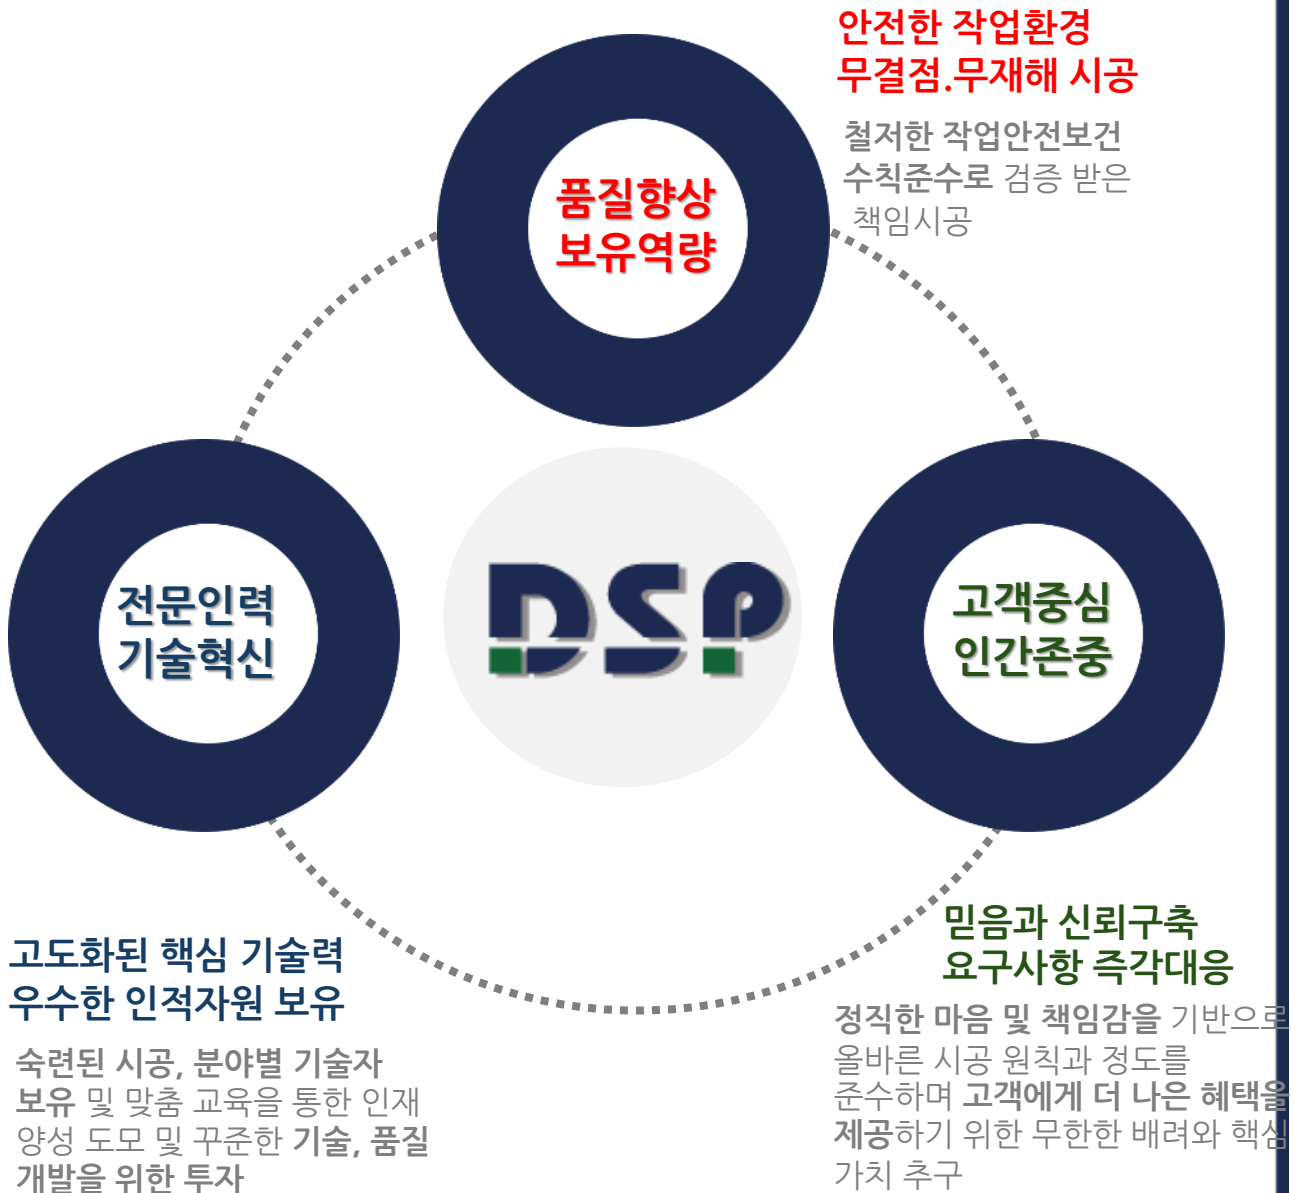 안전한 작업환경
무결점.무재해 시공
철저한 작업안전보건
수칙준수로 검증 받은
책임시공
품질향상
보유역량
전문인력
기술혁신
DSP
고객중심
인간존중
고도화된 핵심 기술력
우수한 인적자원 보유
숙련된 시공, 분야별 기술자
보유 및 맞춤 교육을 통한 인재
양성 도모 및 꾸준한 기술, 품질
개발을 위한 투자
믿음과 신뢰구축
요구사항 즉각대응
정직한 마음 및 책임감을 기반으로
올바른 시공 원칙과 정도를
준수하며 고객에게 더 나은 혜택을
제공하기 위한 무한한 배려와 핵심
가치 추구